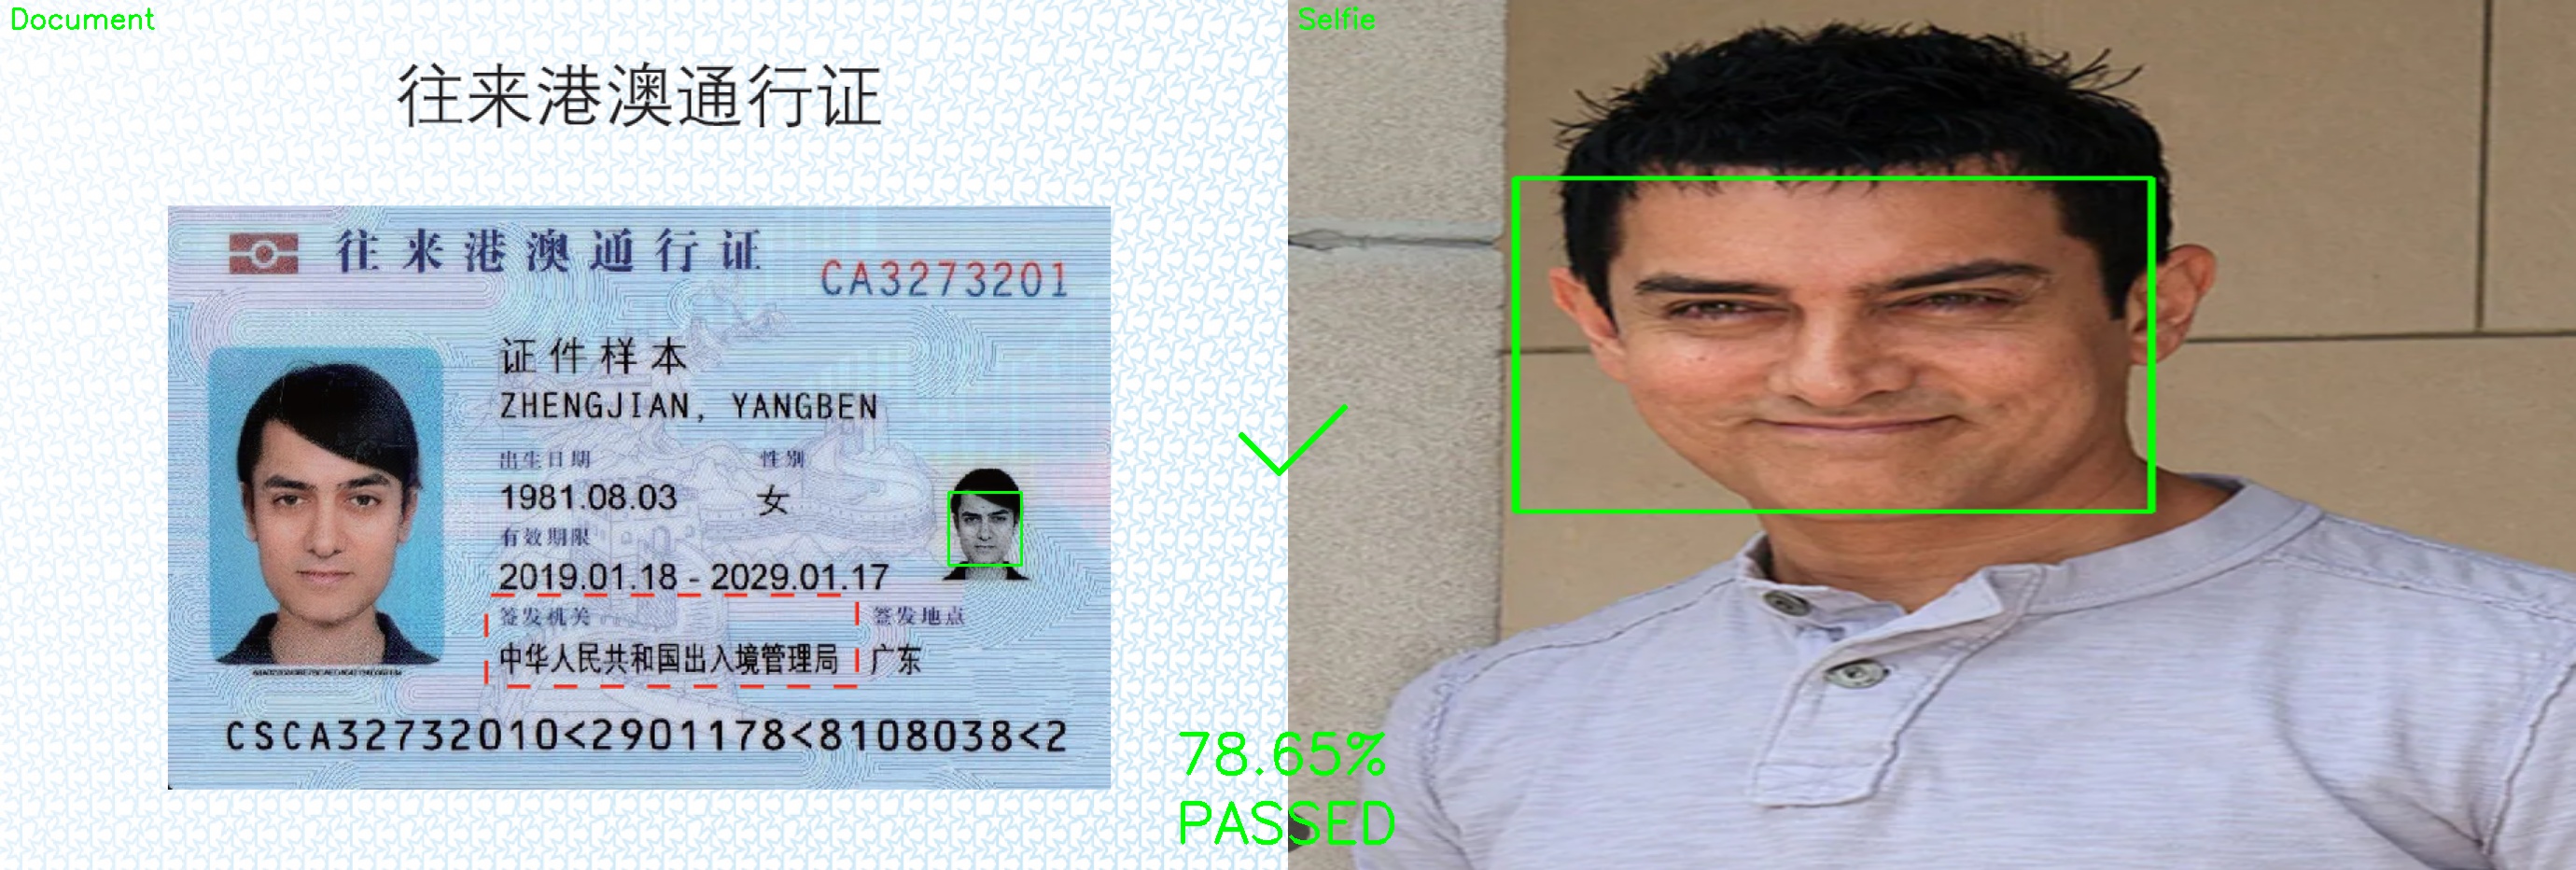 Document
Selfie
往来港澳通行证
往来港澳通行证
CA3273201
证件样本
ZHENGJIAN, YANGBEN
出生日期 性别
1981.08.03 女
有效期限
2019.01.18 - 2029.01.17
签发机关 签发地点
中华人民共和国出入境管理局 广东
CSCA32732010<2901178<8108038<2
78.65%
PASSED